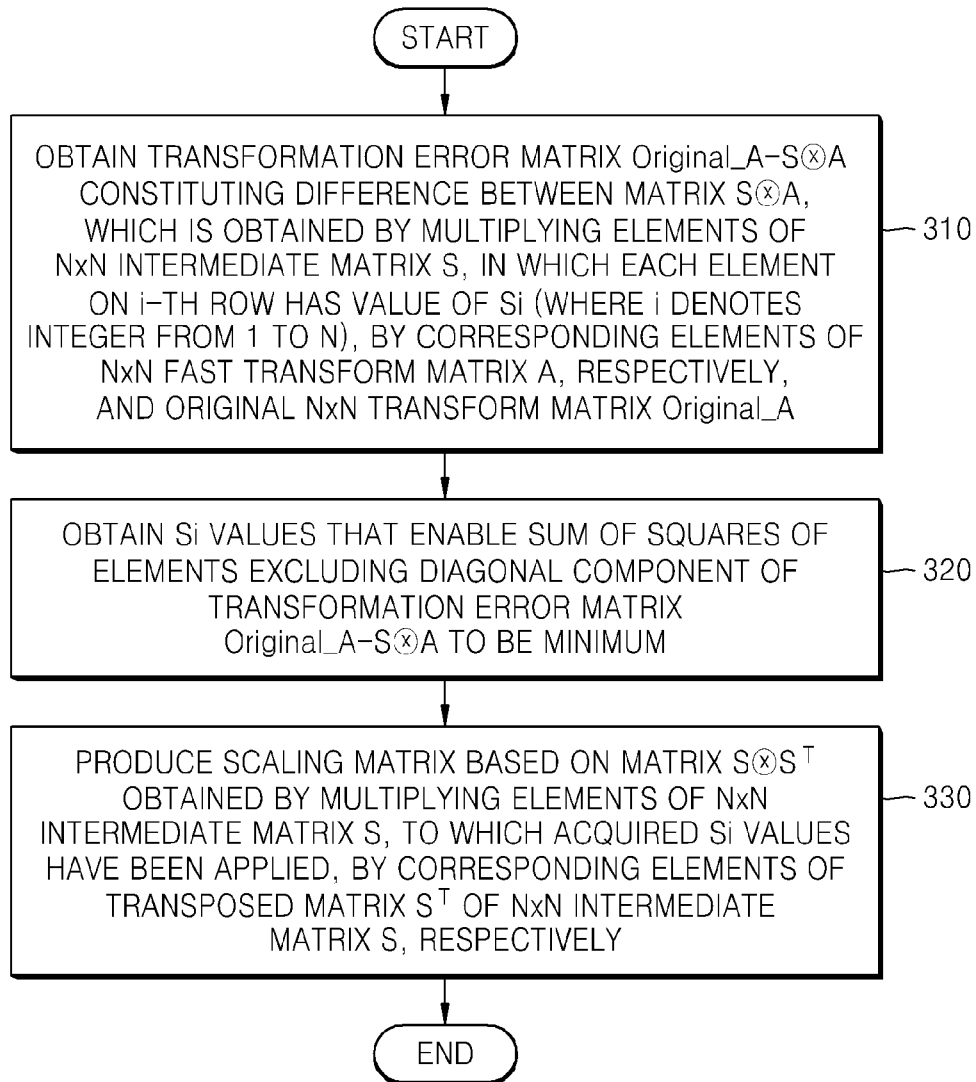 START
OBTAIN TRANSFORMATION ERROR MATRIX Original_A-SⓧA
CONSTITUTING DIFFERENCE BETWEEN MATRIX SⓧA,
WHICH IS OBTAINED BY MULTIPLYING ELEMENTS OF
NxN INTERMEDIATE MATRIX S, IN WHICH EACH ELEMENT
ON i-TH ROW HAS VALUE OF Si (WHERE i DENOTES
INTEGER FROM 1 TO N), BY CORRESPONDING ELEMENTS OF
NxN FAST TRANSFORM MATRIX A, RESPECTIVELY,
AND ORIGINAL NxN TRANSFORM MATRIX Original_A
310
OBTAIN Si VALUES THAT ENABLE SUM OF SQUARES OF
ELEMENTS EXCLUDING DIAGONAL COMPONENT OF
TRANSFORMATION ERROR MATRIX
Original_A-SⓧA TO BE MINIMUM
320
PRODUCE SCALING MATRIX BASED ON MATRIX SⓧSᵀ
OBTAINED BY MULTIPLYING ELEMENTS OF NxN
INTERMEDIATE MATRIX S, TO WHICH ACQUIRED Si VALUES
HAVE BEEN APPLIED, BY CORRESPONDING ELEMENTS OF
TRANSPOSED MATRIX Sᵀ OF NxN INTERMEDIATE
MATRIX S, RESPECTIVELY
330
END